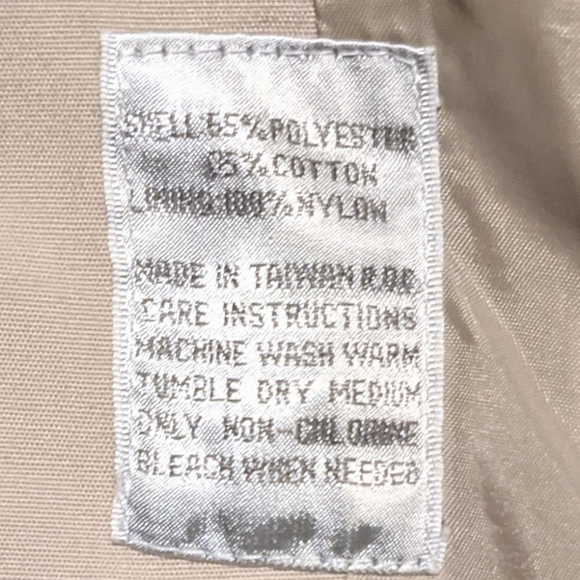 SHELL 65% POLYESTER
35% COTTON
LINING 100% NYLON
MADE IN TAIWAN R.O.C.
CARE INSTRUCTIONS
MACHINE WASH WARM
TUMBLE DRY MEDIUM
ONLY NON-CHLORINE
BLEACH WHEN NEEDED